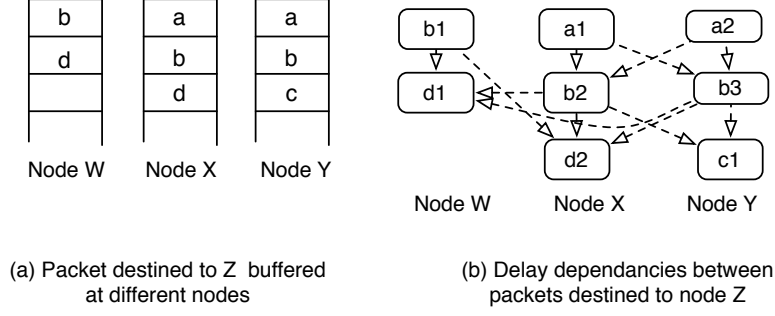 b
d
Node W
a
b
d
Node X
a
b
c
Node Y
(a) Packet destined to Z buffered
at different nodes
b1
a1
a2
d1
b2
b3
d2
c1
Node W
Node X
Node Y
(b) Delay dependancies between
packets destined to node Z